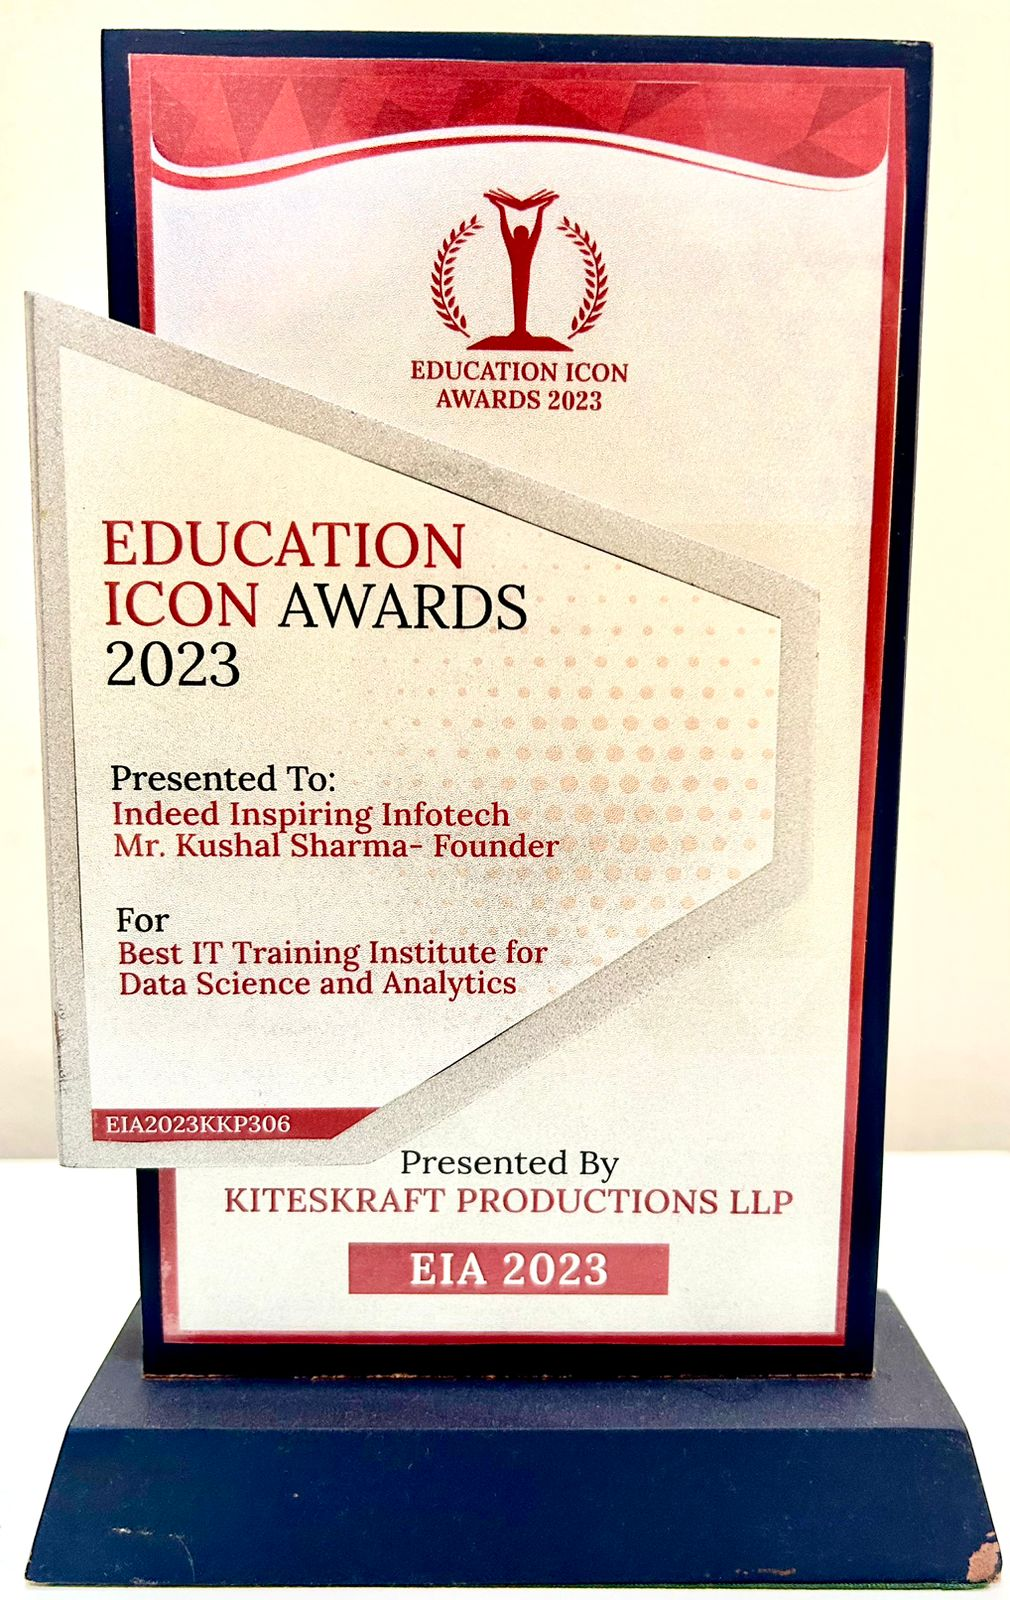 EDUCATION ICON
AWARDS 2023
EDUCATION
ICON AWARDS
2023
Presented To:
Indeed Inspiring Infotech
Mr. Kushal Sharma- Founder
For
Best IT Training Institute for
Data Science and Analytics
EIA2023KKP306
Presented By
KITESKRAFT PRODUCTIONS LLP
EIA 2023